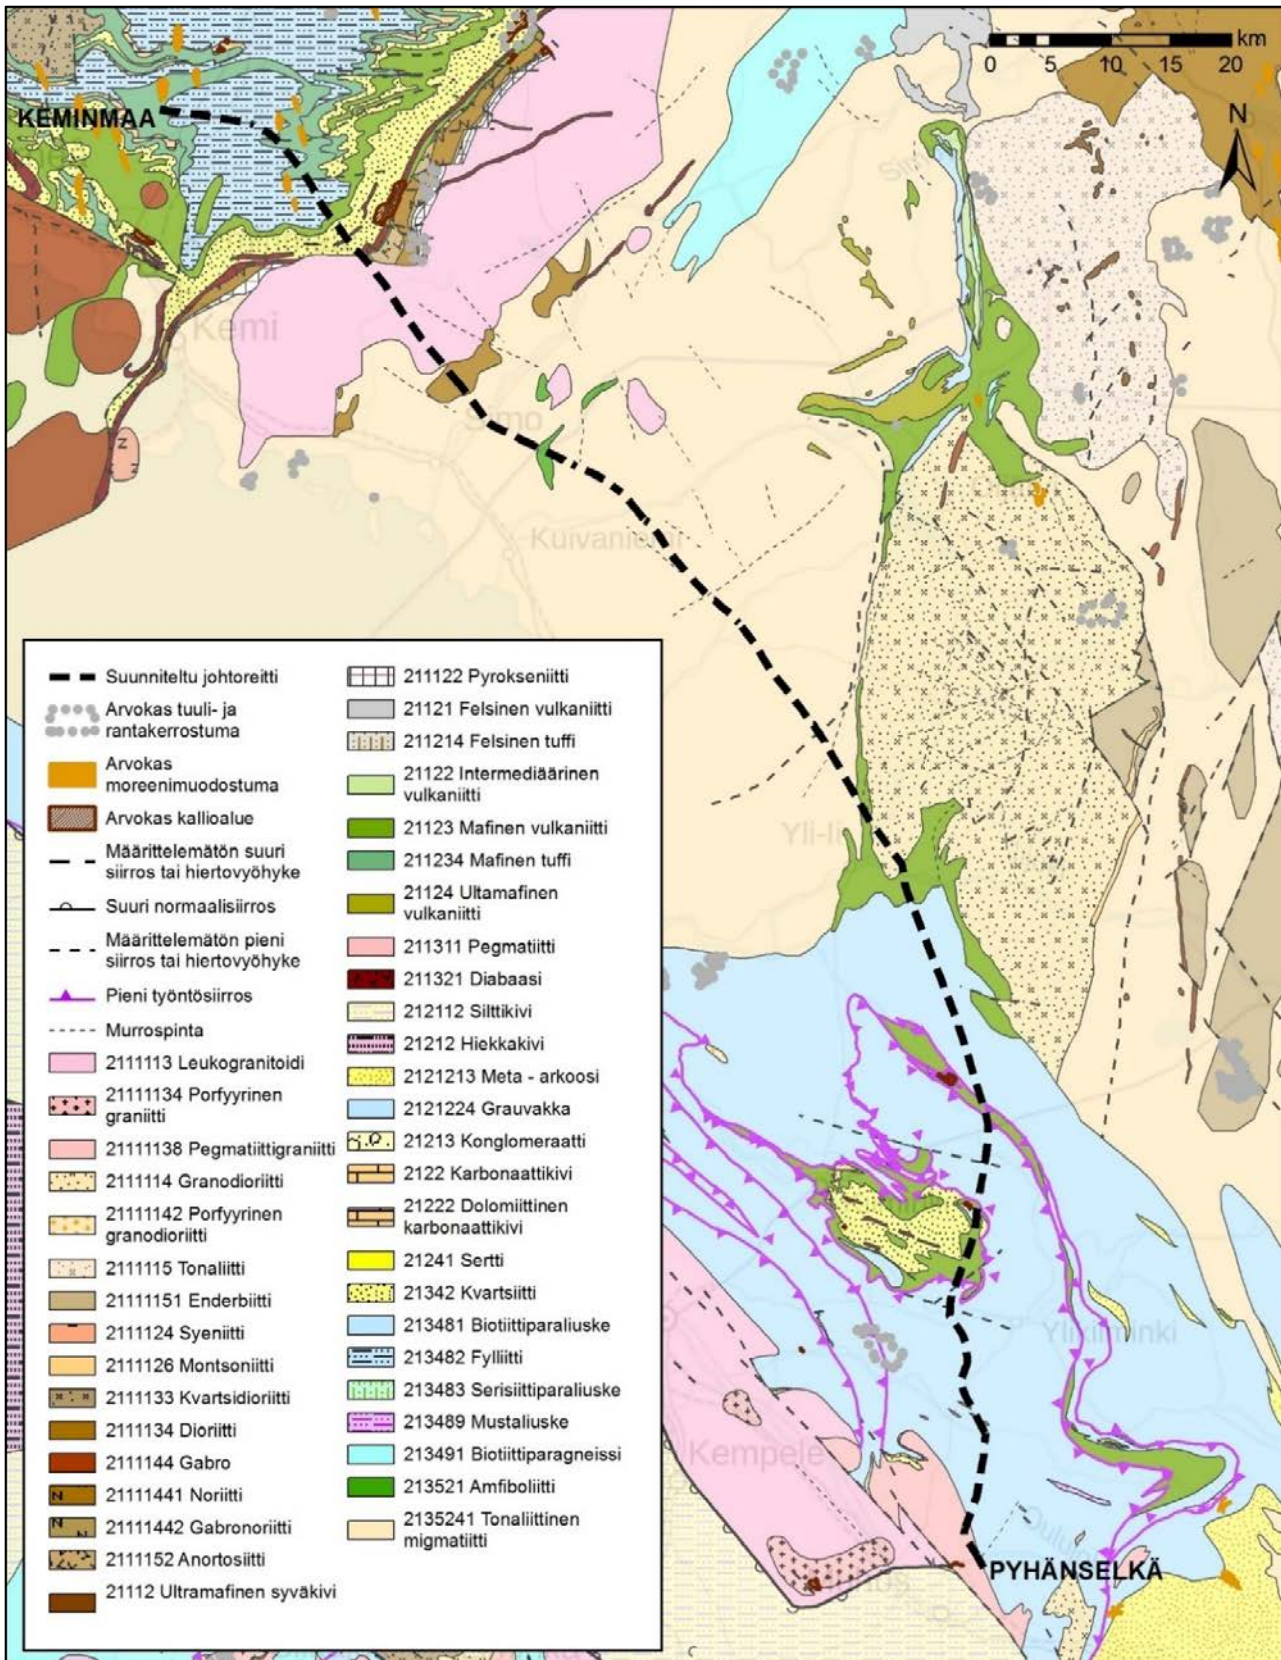 km
0 5 10 15 20
N
KEMINMAA
Kemi
Simo
Kuivaniemi
Yli-Ii
Ylikiiminki
Kempele
PYHÄNSELKÄ
Suunniteltu johtoreitti
Arvokas tuuli- ja
rantakerrostuma
Arvokas
moreenimuodostuma
Arvokas kallioalue
Määrittelemätön suuri
siirros tai hiertovyöhyke
Suuri normaalisiirros
Määrittelemätön pieni
siirros tai hiertovyöhyke
Pieni työntösiirros
Murrospinta
2111113 Leukogranitoidi
21111134 Porfyyrinen
graniitti
21111138 Pegmatiittigraniitti
2111114 Granodioriitti
21111142 Porfyyrinen
granodioriitti
2111115 Tonaliitti
21111151 Enderbiitti
2111124 Syeniitti
2111126 Montsoniitti
2111133 Kvartsidioriitti
2111134 Dioriitti
2111144 Gabro
21111441 Noriitti
21111442 Gabronoriitti
2111152 Anortosiitti
21112 Ultramafinen syväkivi
211122 Pyrokseniitti
21121 Felsinen vulkaniitti
211214 Felsinen tuffi
21122 Intermediäärinen
vulkaniitti
21123 Mafinen vulkaniitti
211234 Mafinen tuffi
21124 Ultamafinen
vulkaniitti
211311 Pegmatiitti
211321 Diabaasi
212112 Silttikivi
21212 Hiekkakivi
2121213 Meta - arkoosi
2121224 Grauvakka
21213 Konglomeraatti
2122 Karbonaattikivi
21222 Dolomiittinen
karbonaattikivi
21241 Sertti
21342 Kvartsiitti
213481 Biotiittiparaliuske
213482 Fylliitti
213483 Serisiittiparaliuske
213489 Mustaliuske
213491 Biotiittiparagneissi
213521 Amfiboliitti
2135241 Tonaliittinen
migmatiitti